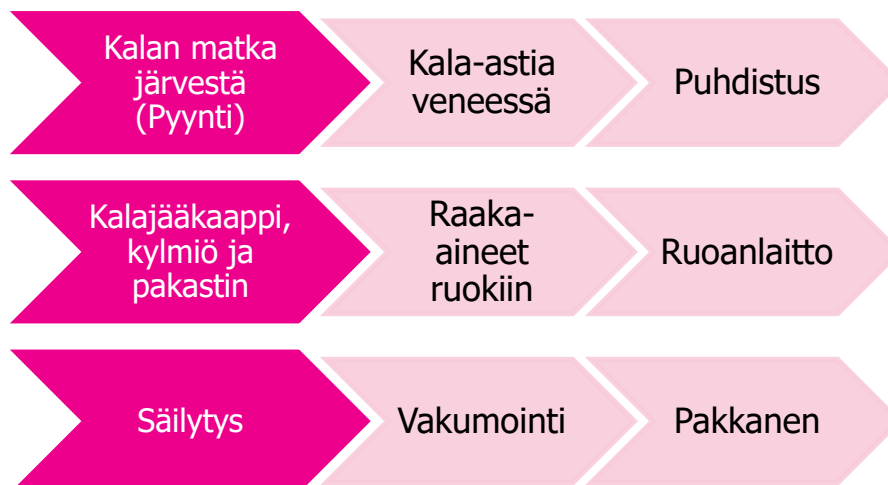 Kalan matka
järvestä
(Pyynti)
Kala-astia
veneessä
Puhdistus
Kalajääkaappi,
kylmiö ja
pakastin
Raaka-
aineet
ruokiin
Ruoanlaitto
Säilytys
Vakumointi
Pakkanen